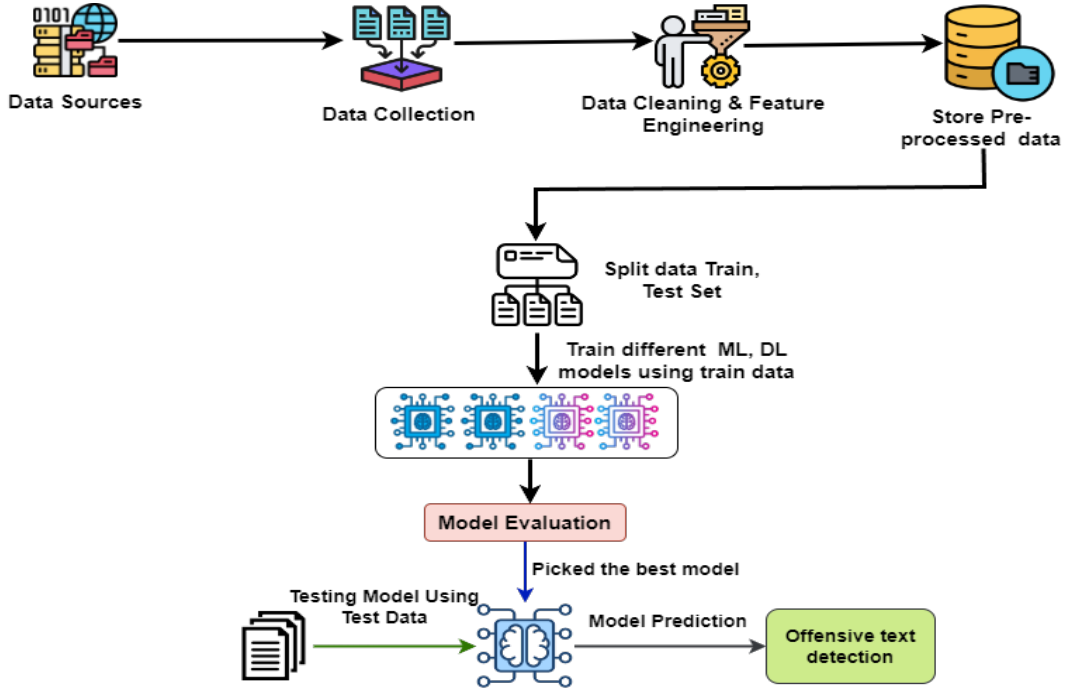 0101
Data Sources
Data Collection
Data Cleaning & Feature
Engineering
Store Pre-
processed data
Split data Train,
Test Set
Train different ML, DL
models using train data
Model Evaluation
Picked the best model
Testing Model Using
Test Data
Model Prediction
Offensive text
detection